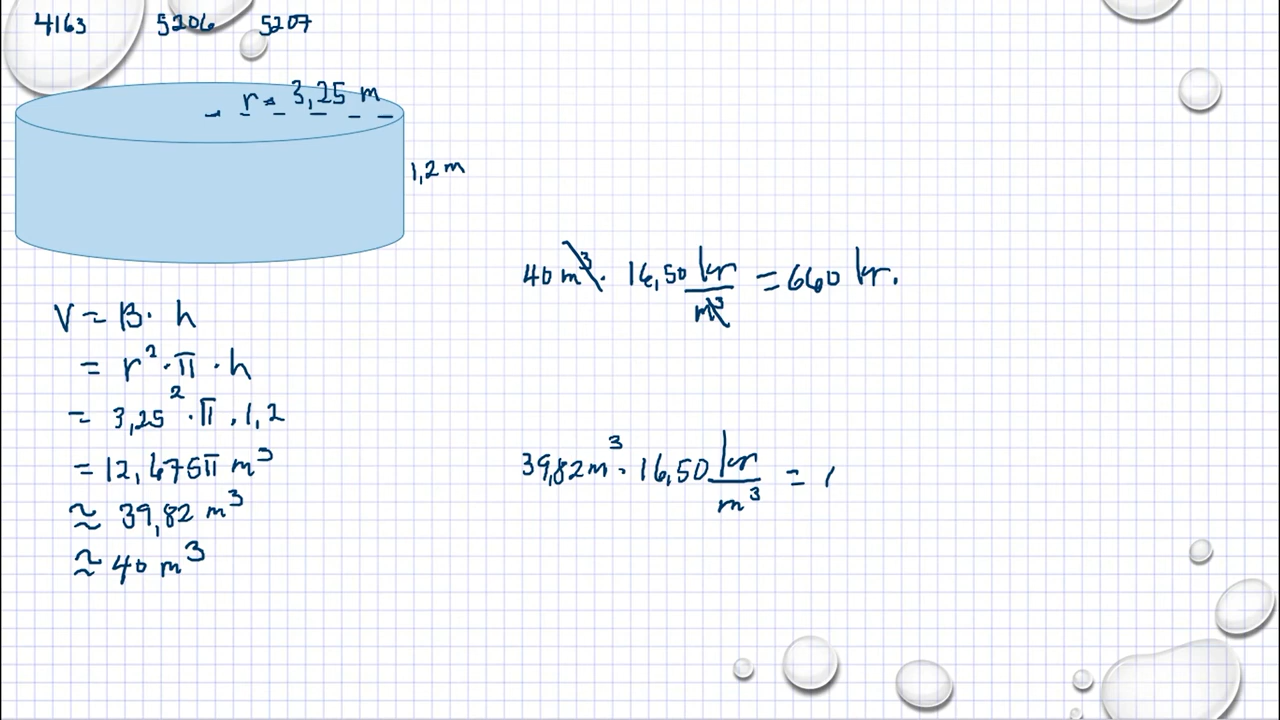 4163 5206 5207
r = 3,25 m
1,2 m
V = B · h
= r² · π · h
= 3,25² · π · 1,2
= 12,675π m³
≈ 39,82 m³
≈ 40 m³
40 m³ · 16,50 kr/m³ = 660 kr.
39,82 m³ · 16,50 kr/m³ =